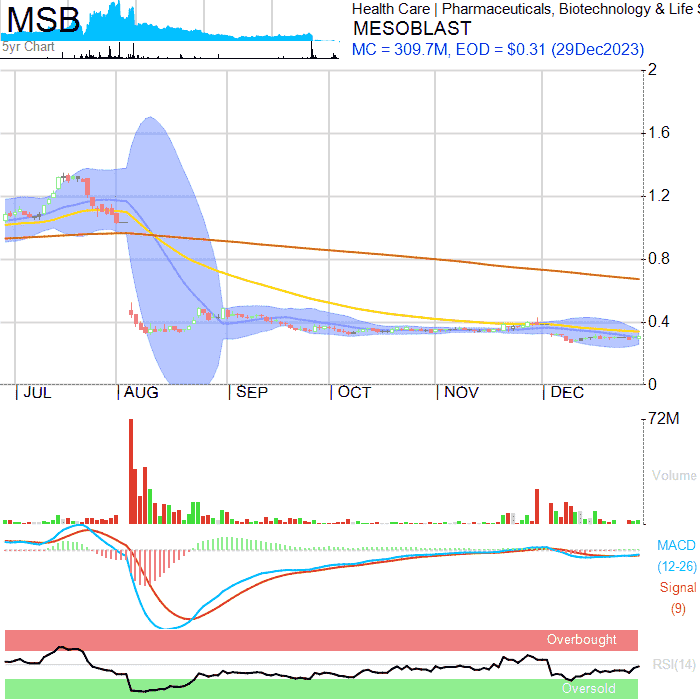 MSB
5yr Chart
Health Care | Pharmaceuticals, Biotechnology & Life S
MESOBLAST
MC = 309.7M, EOD = $0.31 (29Dec2023)
2
1.6
1.2
0.8
0.4
0
JUL AUG SEP OCT NOV DEC
72M
Volume
MACD
(12-26)
Signal
(9)
Overbought
RSI(14)
Oversold